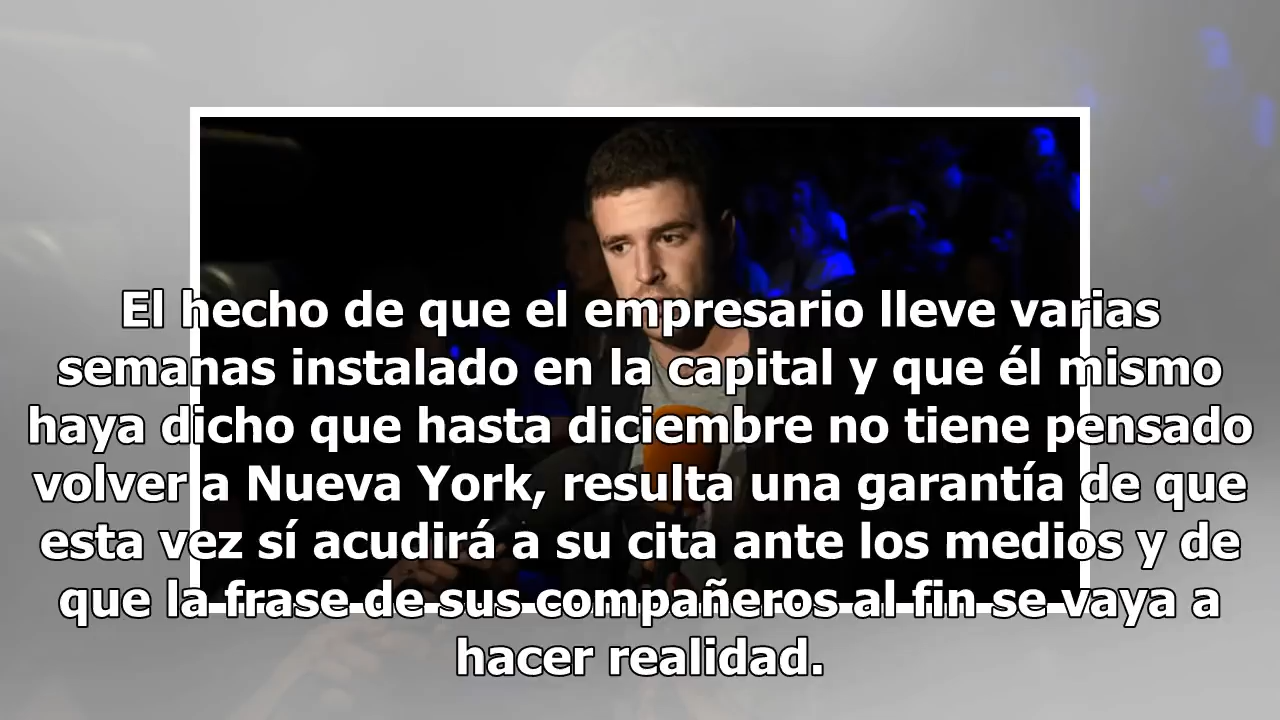 El hecho de que el empresario lleve varias
semanas instalado en la capital y que él mismo
haya dicho que hasta diciembre no tiene pensado
volver a Nueva York, resulta una garantía de que
esta vez sí acudirá a su cita ante los medios y de
que la frase de sus compañeros al fin se vaya a
hacer realidad.